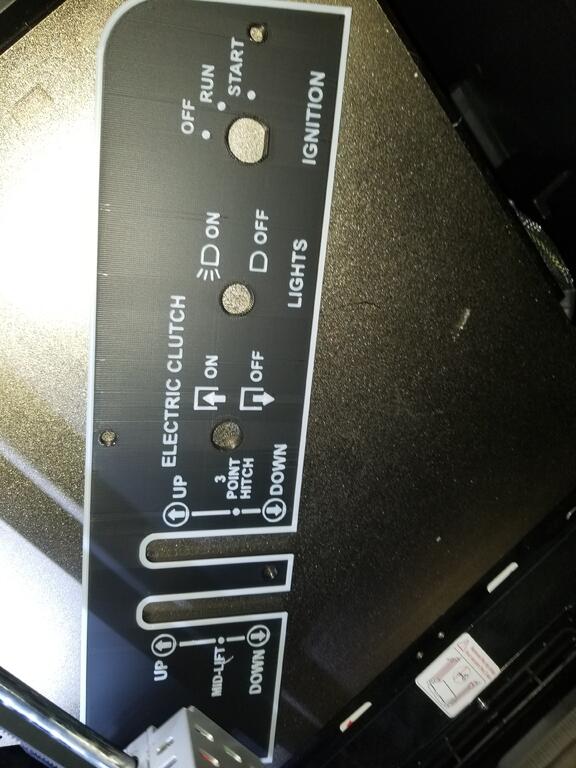 OFF
RUN
START
IGNITION
ON
OFF
LIGHTS
ELECTRIC CLUTCH
ON
OFF
UP
3
POINT
HITCH
DOWN
UP
MID-LIFT
DOWN